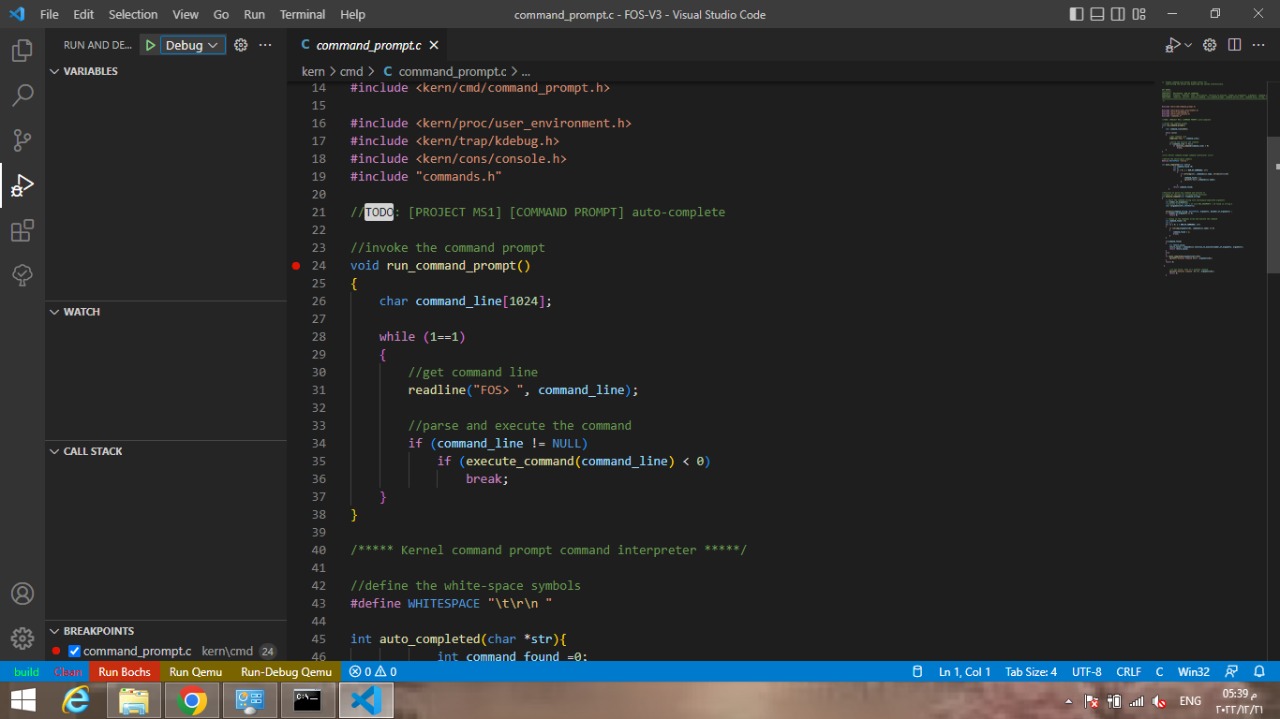 File Edit Selection View Go Run Terminal Help command_prompt.c - FOS-V3 - Visual Studio Code
RUN AND DE... Debug
command_prompt.c
VARIABLES
WATCH
CALL STACK
BREAKPOINTS
command_prompt.c kern\cmd 24
kern > cmd > C command_prompt.c > ...
14 #include <kern/cmd/command_prompt.h>
15
16 #include <kern/proc/user_environment.h>
17 #include <kern/trap/kdebug.h>
18 #include <kern/cons/console.h>
19 #include "commands.h"
20
21 //TODO: [PROJECT MS1] [COMMAND PROMPT] auto-complete
22
23 //invoke the command prompt
24 void run_command_prompt()
25 {
26 char command_line[1024];
27
28 while (1==1)
29 {
30 //get command line
31 readline("FOS> ", command_line);
32
33 //parse and execute the command
34 if (command_line != NULL)
35 if (execute_command(command_line) < 0)
36 break;
37 }
38 }
39
40 /***** Kernel command prompt command interpreter *****/
41
42 //define the white-space symbols
43 #define WHITESPACE "\t\r\n "
44
45 int auto_completed(char *str){
46 int command_found =0;
build Clean Run Bochs Run Qemu Run-Debug Qemu 0 0 Ln 1, Col 1 Tab Size: 4 UTF-8 CRLF C Win32
ENG
05:39 م
٢٠٢٢/١٢/٢١